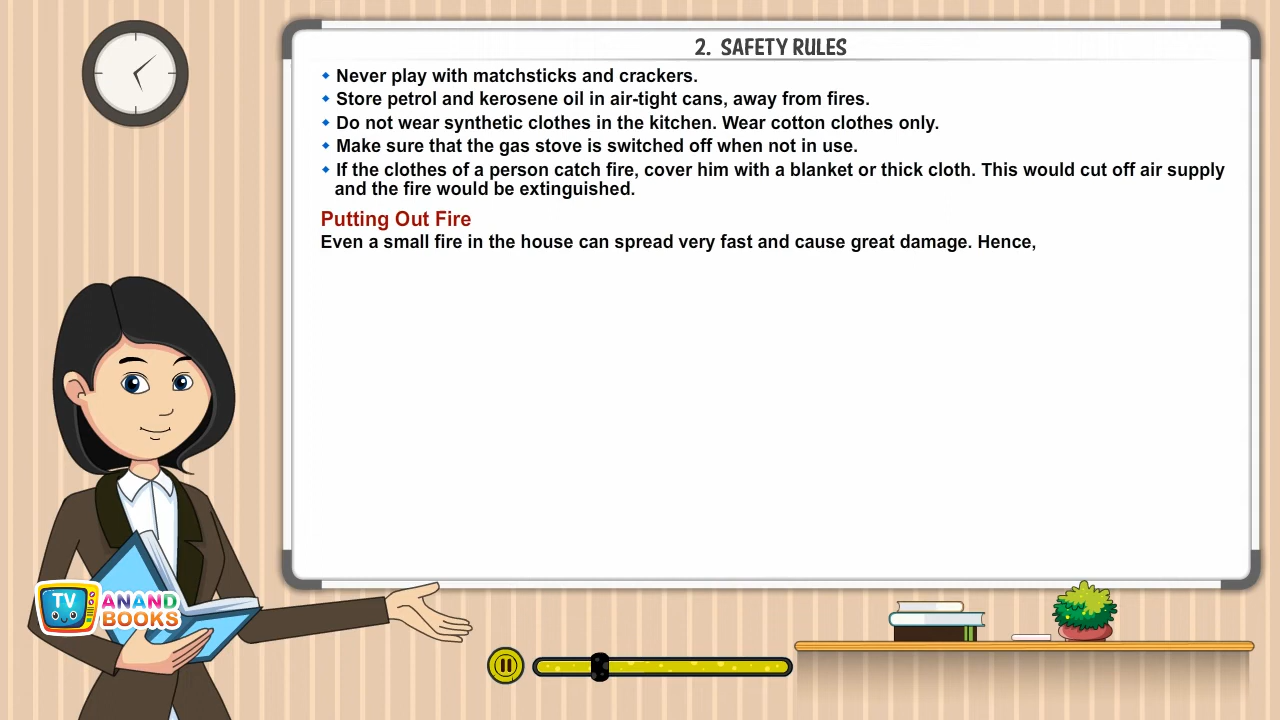 2. SAFETY RULES
Never play with matchsticks and crackers.
Store petrol and kerosene oil in air-tight cans, away from fires.
Do not wear synthetic clothes in the kitchen. Wear cotton clothes only.
Make sure that the gas stove is switched off when not in use.
If the clothes of a person catch fire, cover him with a blanket or thick cloth. This would cut off air supply
and the fire would be extinguished.
Putting Out Fire
Even a small fire in the house can spread very fast and cause great damage. Hence,
TV ANAND
BOOKS